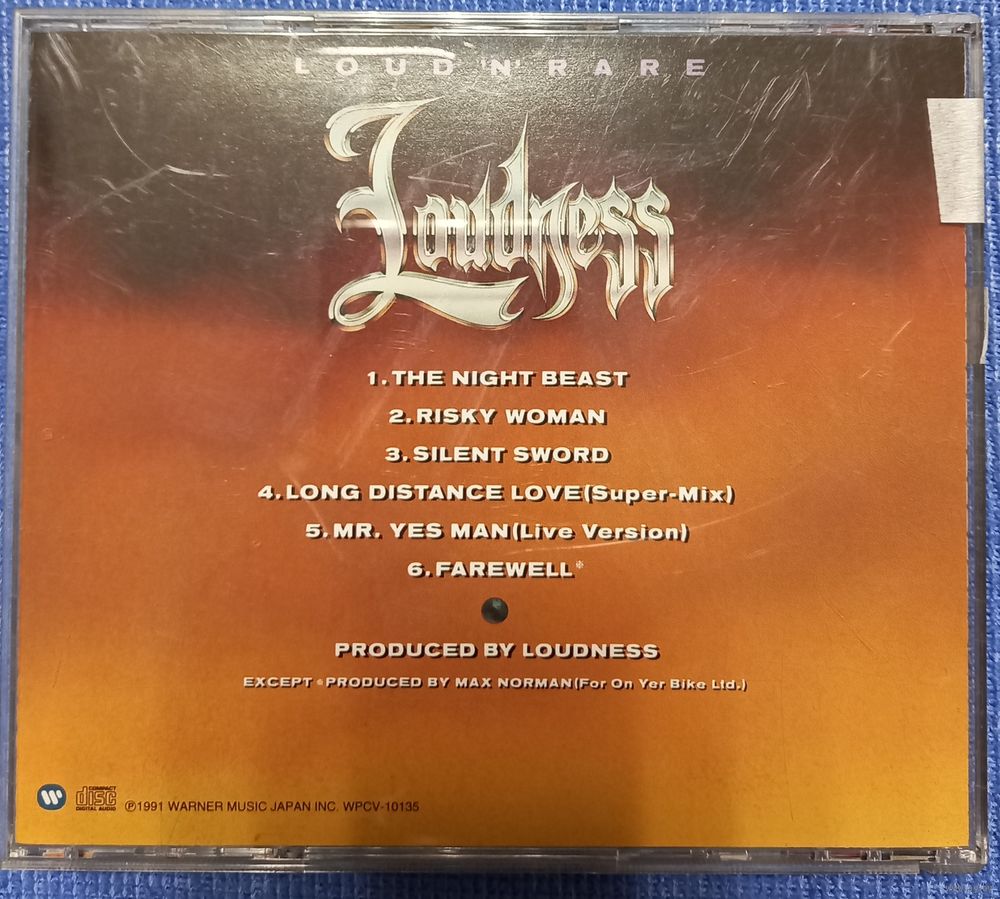 LOUD 'N' RARE
Loudness
1. THE NIGHT BEAST
2. RISKY WOMAN
3. SILENT SWORD
4. LONG DISTANCE LOVE (Super-Mix)
5. MR. YES MAN (Live Version)
6. FAREWELL*
PRODUCED BY LOUDNESS
EXCEPT *PRODUCED BY MAX NORMAN (For On Yer Bike Ltd.)
W COMPACT disc DIGITAL AUDIO ℗1991 WARNER MUSIC JAPAN INC. WPCV-10135